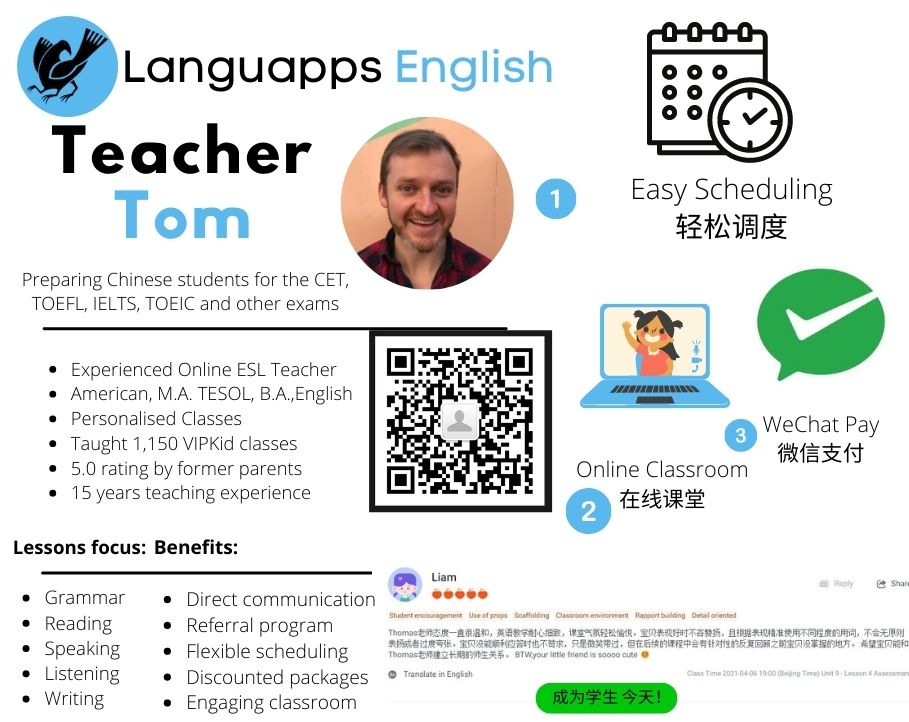 Languapps English
Teacher
Tom
Preparing Chinese students for the CET,
TOEFL, IELTS, TOEIC and other exams
Experienced Online ESL Teacher
American, M.A. TESOL, B.A.,English
Personalised Classes
Taught 1,150 VIPKid classes
5.0 rating by former parents
15 years teaching experience
Lessons focus:
Grammar
Reading
Speaking
Listening
Writing
Benefits:
Direct communication
Referral program
Flexible scheduling
Discounted packages
Engaging classroom
1
Easy Scheduling
轻松调度
Online Classroom
在线课堂
2
3
WeChat Pay
微信支付
Liam
Reply
Share
Student encouragement Use of props Scaffolding Classroom environment Rapport building Detail oriented
Thomas老师态度一直很温和，英语教学耐心细致，课堂气氛轻松愉悦。宝贝表现好时不吝赞扬，且根据表现精准使用不同程度的用词，不会无原则
表扬或者过度夸张。宝贝没能顺利应答时也不苛求，只是微笑带过，但在后续的课程中会有针对性的反复回顾之前宝贝没掌握的地方。希望宝贝能和
Thomas老师建立长期的师生关系。 BTW,your little friend is soooo cute
Translate in English
Class Time 2021-04-06 19:00 (Beijing Time) Unit 9 - Lesson 4 Assessmen
成为学生 今天!